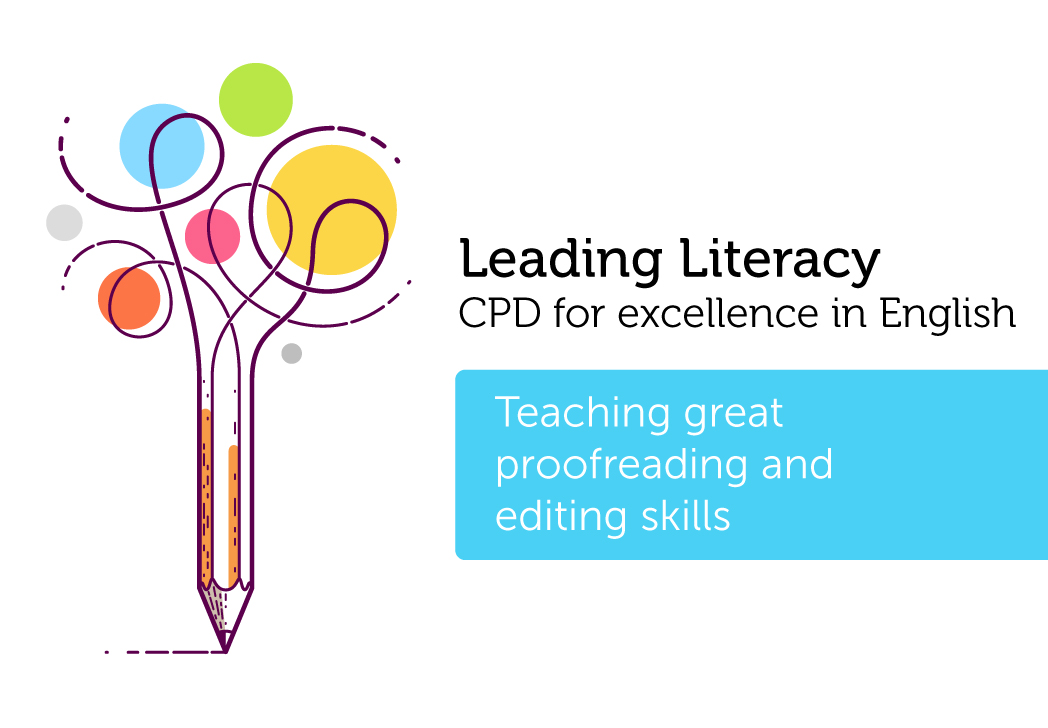 Leading Literacy
CPD for excellence in English
Teaching great
proofreading and
editing skills